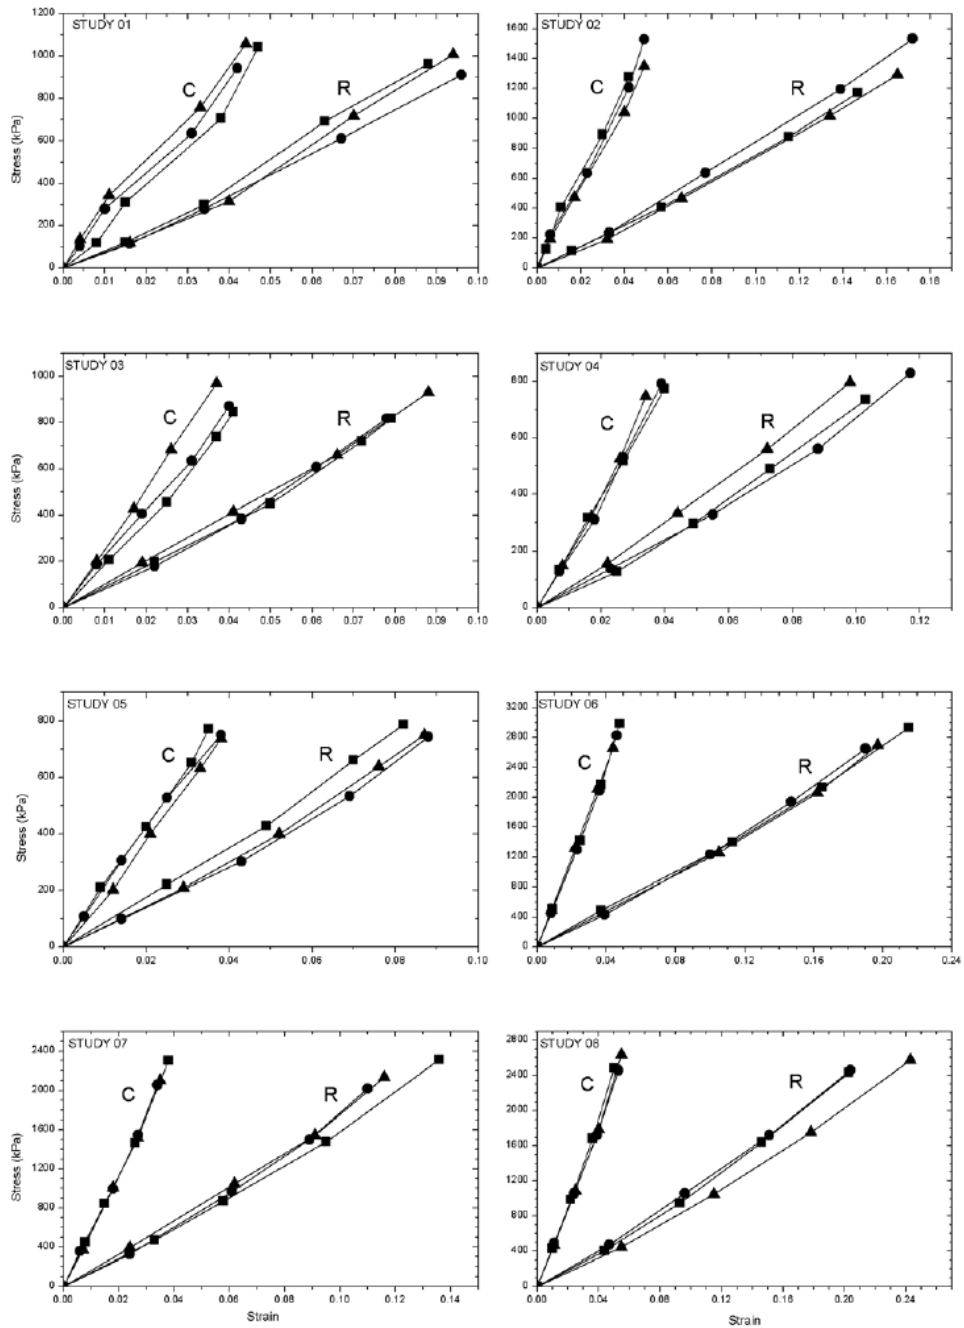 STUDY 01
C
R
Stress (kPa)
1200
1000
800
600
400
200
0
0.00 0.01 0.02 0.03 0.04 0.05 0.06 0.07 0.08 0.09 0.10
STUDY 02
C
R
1600
1400
1200
1000
800
600
400
200
0
0.00 0.02 0.04 0.06 0.08 0.10 0.12 0.14 0.16 0.18
STUDY 03
C
R
1000
800
600
400
200
0
0.00 0.01 0.02 0.03 0.04 0.05 0.06 0.07 0.08 0.09 0.10
STUDY 04
C
R
800
600
400
200
0
0.00 0.02 0.04 0.06 0.08 0.10 0.12
STUDY 05
C
R
Stress (kPa)
800
600
400
200
0
0.00 0.02 0.04 0.06 0.08 0.10
STUDY 06
C
R
3200
2800
2400
2000
1600
1200
800
400
0
0.00 0.04 0.08 0.12 0.16 0.20 0.24
STUDY 07
C
R
Stress (kPa)
2400
2000
1600
1200
800
400
0
0.00 0.02 0.04 0.06 0.08 0.10 0.12 0.14
Strain
STUDY 08
C
R
2800
2400
2000
1600
1200
800
400
0
0.00 0.04 0.08 0.12 0.16 0.20 0.24
Strain